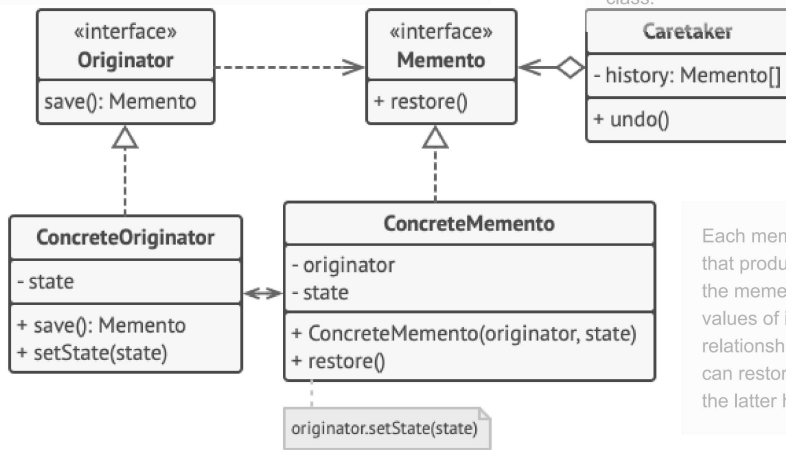 class:
«interface»
Originator
save(): Memento
«interface»
Memento
+ restore()
Caretaker
- history: Memento[]
+ undo()
ConcreteOriginator
- state
+ save(): Memento
+ setState(state)
ConcreteMemento
- originator
- state
+ ConcreteMemento(originator, state)
+ restore()
originator.setState(state)
Each mem
that produ
the meme
values of i
relationsh
can restor
the latter h